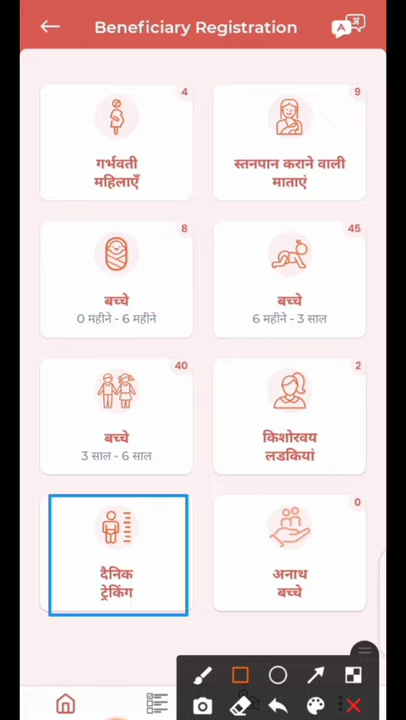 Beneficiary Registration
A अ
4
गर्भवती
महिलाएँ
9
स्तनपान कराने वाली
माताएं
8
बच्चे
0 महीने - 6 महीने
45
बच्चे
6 महीने - 3 साल
40
बच्चे
3 साल - 6 साल
2
किशोरवय
लडकियां
दैनिक
ट्रेकिंग
0
अनाथ
बच्चे